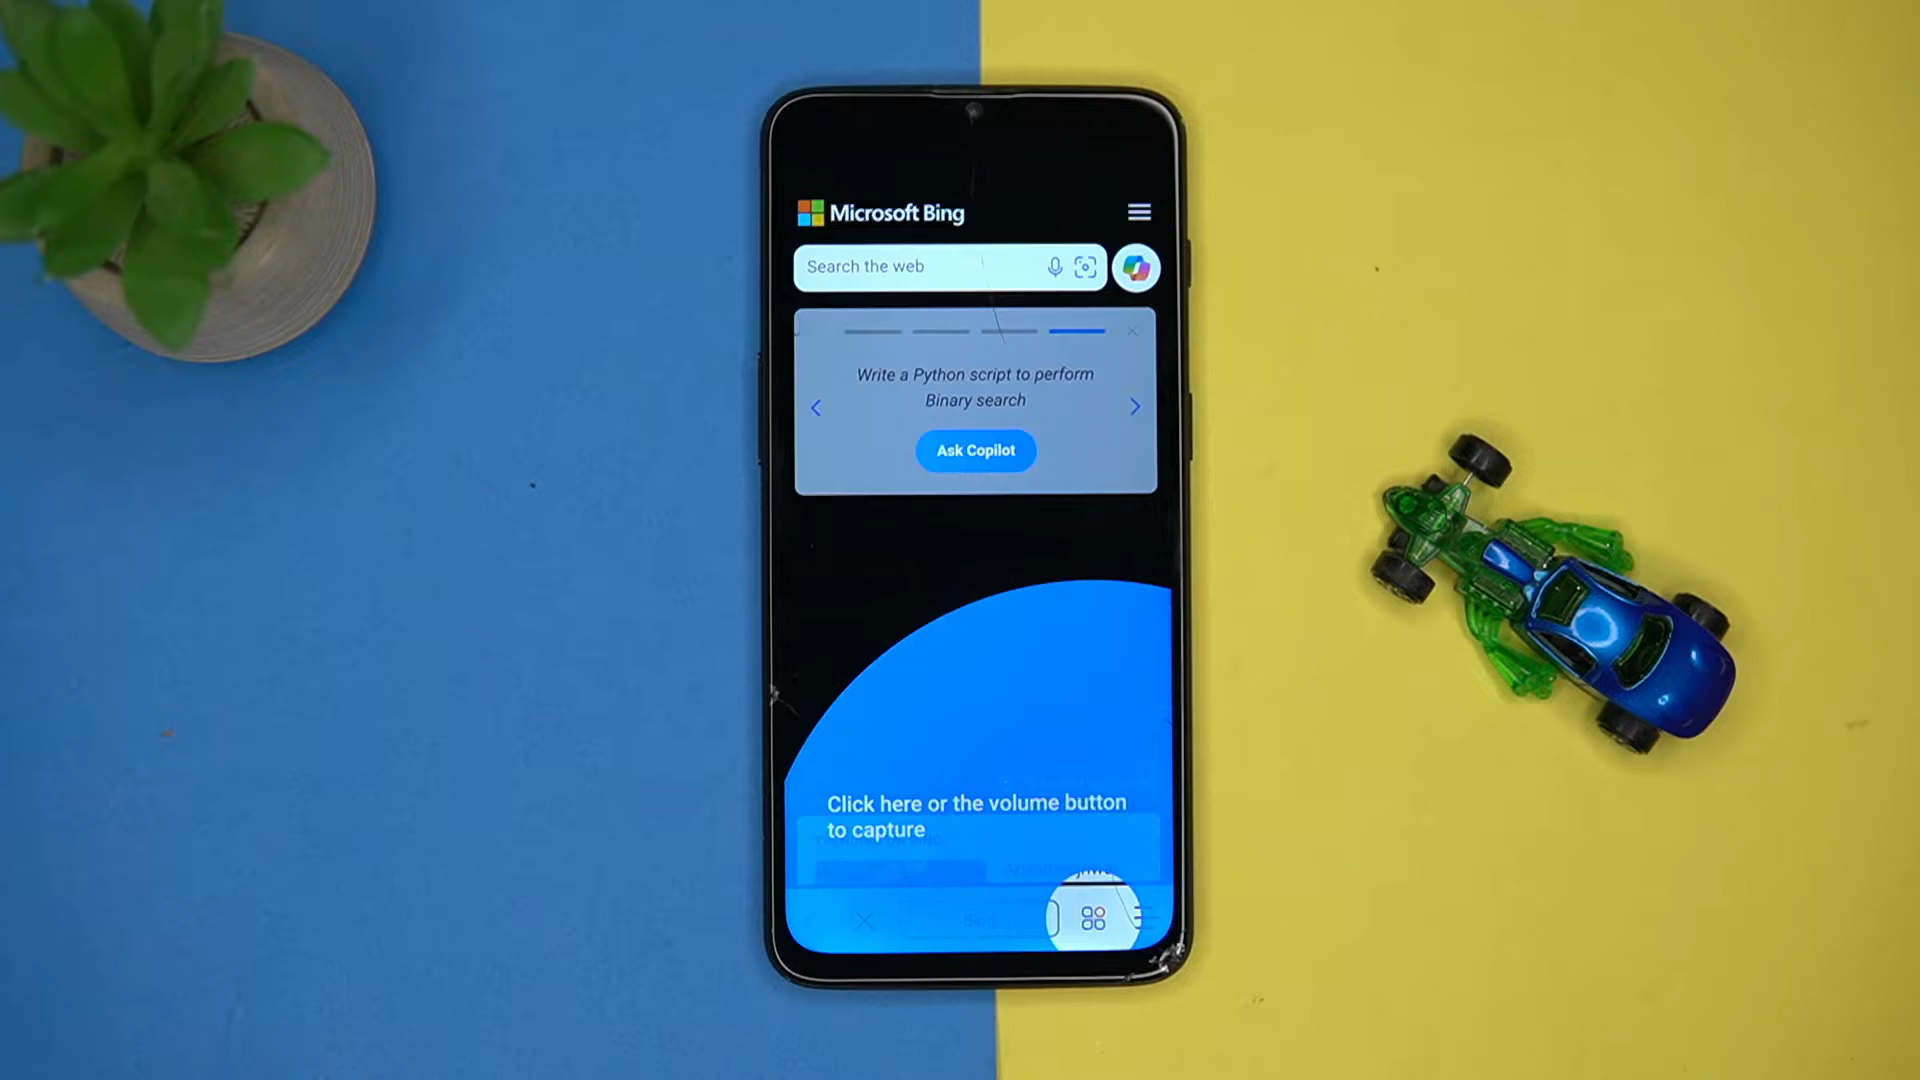 Microsoft Bing
Search the web
Write a Python script to perform
Binary search
Ask Copilot
Click here or the volume button
to capture
Bing